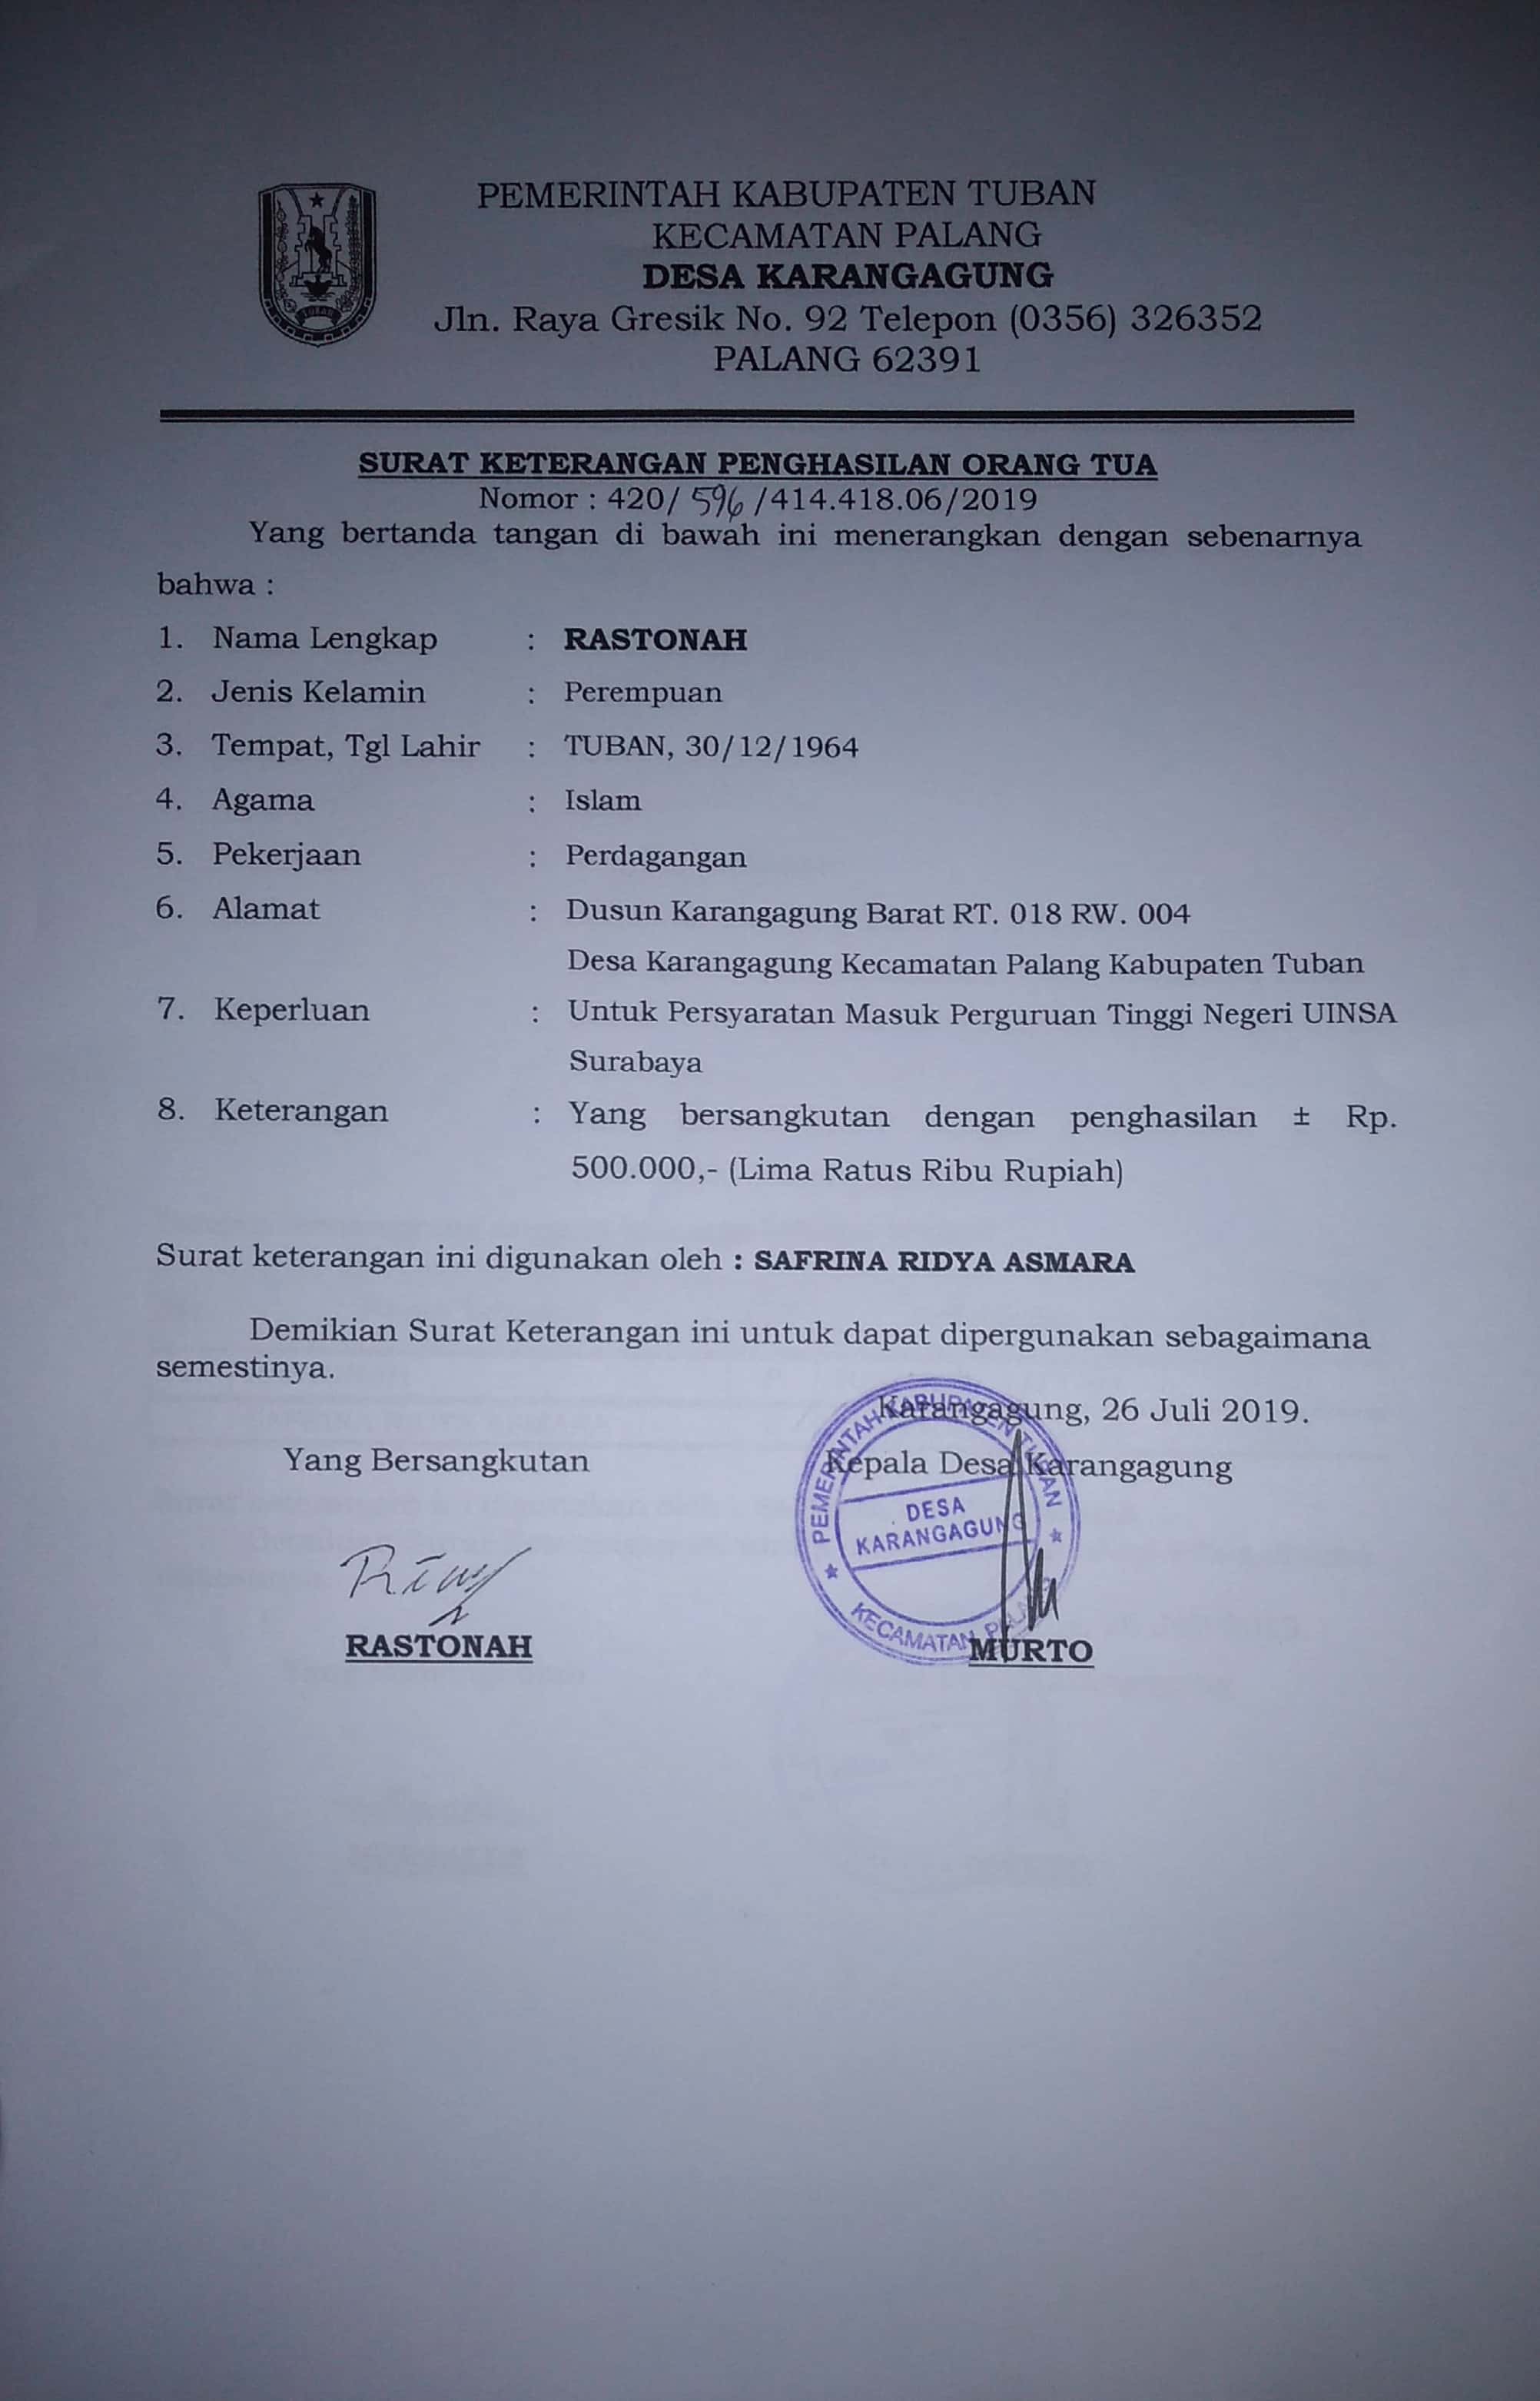 PEMERINTAH KABUPATEN TUBAN
KECAMATAN PALANG
DESA KARANGAGUNG
Jln. Raya Gresik No. 92 Telepon (0356) 326352
PALANG 62391
SURAT KETERANGAN PENGHASILAN ORANG TUA
Nomor : 420/ 596 /414.418.06/2019
Yang bertanda tangan di bawah ini menerangkan dengan sebenarnya
bahwa :
1. Nama Lengkap : RASTONAH
2. Jenis Kelamin : Perempuan
3. Tempat, Tgl Lahir : TUBAN, 30/12/1964
4. Agama : Islam
5. Pekerjaan : Perdagangan
6. Alamat : Dusun Karangagung Barat RT. 018 RW. 004
Desa Karangagung Kecamatan Palang Kabupaten Tuban
7. Keperluan : Untuk Persyaratan Masuk Perguruan Tinggi Negeri UINSA
Surabaya
8. Keterangan : Yang bersangkutan dengan penghasilan ± Rp.
500.000,- (Lima Ratus Ribu Rupiah)
Surat keterangan ini digunakan oleh : SAFRINA RIDYA ASMARA
Demikian Surat Keterangan ini untuk dapat dipergunakan sebagaimana
semestinya.
Karangagung, 26 Juli 2019.
Yang Bersangkutan
Kepala Desa Karangagung
PEMERINTAH KABUPATEN TUBAN
DESA
KARANGAGUNG
KECAMATAN PALANG
RASTONAH
MURTO